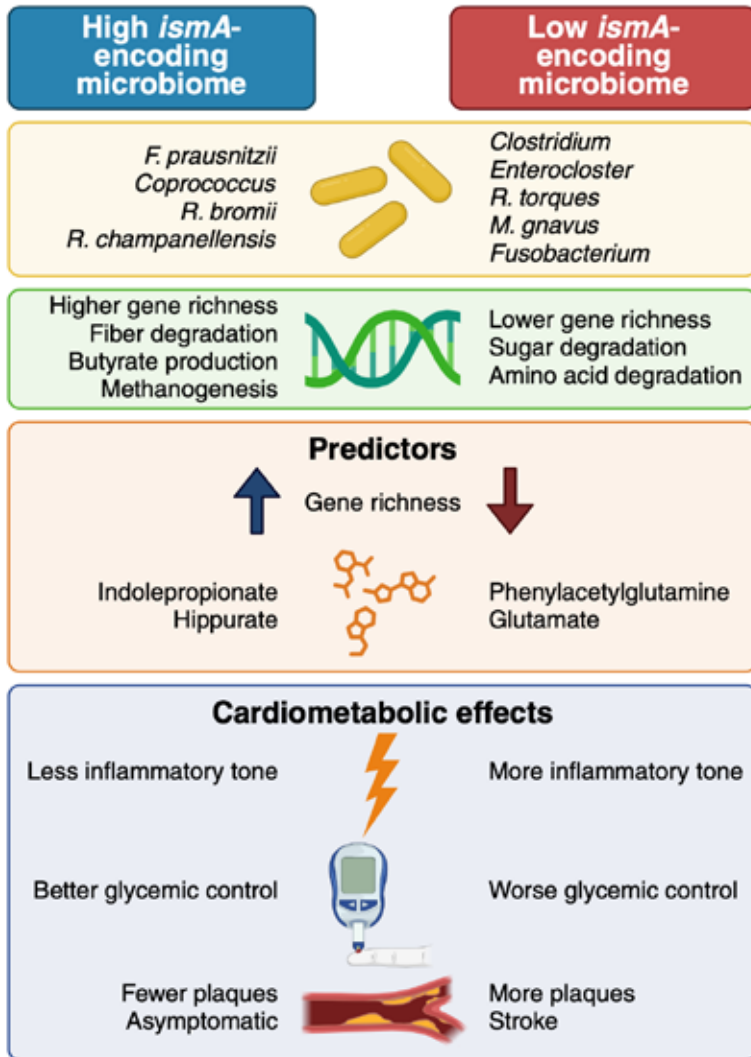 High ismA-
encoding
microbiome
Low ismA-
encoding
microbiome
F. prausnitzii
Coprococcus
R. bromii
R. champanellensis
Clostridium
Enterocloster
R. torques
M. gnavus
Fusobacterium
Higher gene richness
Fiber degradation
Butyrate production
Methanogenesis
Lower gene richness
Sugar degradation
Amino acid degradation
Predictors
Gene richness
Indolepropionate
Hippurate
Phenylacetylglutamine
Glutamate
Cardiometabolic effects
Less inflammatory tone
More inflammatory tone
Better glycemic control
Worse glycemic control
Fewer plaques
Asymptomatic
More plaques
Stroke